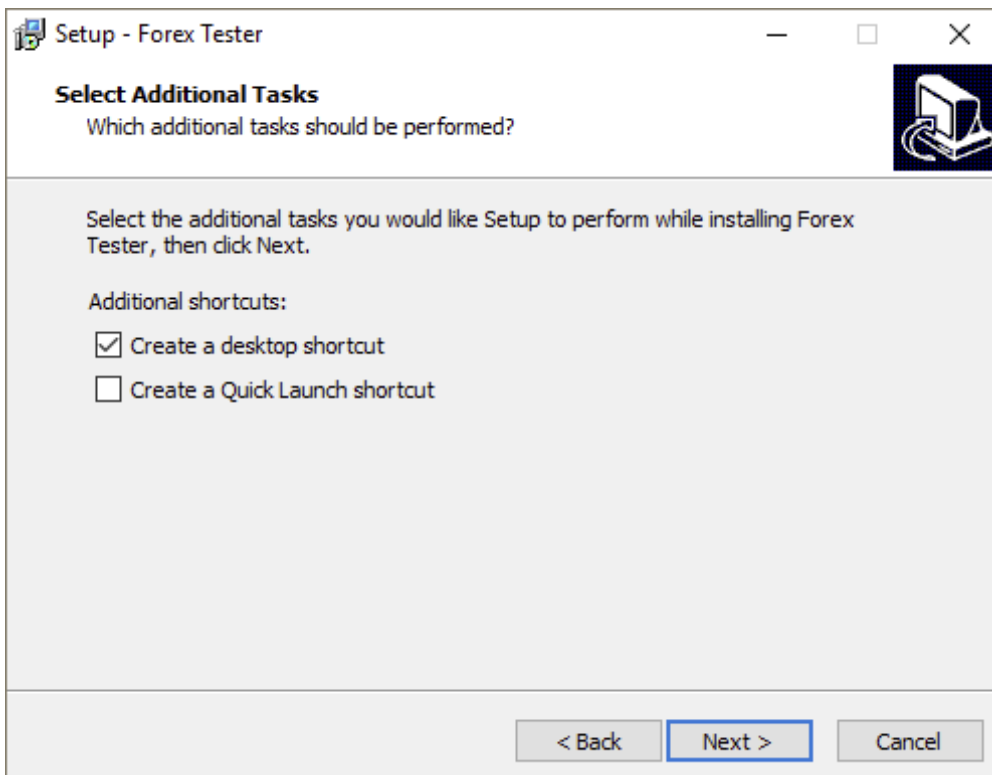 Setup - Forex Tester
Select Additional Tasks
Which additional tasks should be performed?
Select the additional tasks you would like Setup to perform while installing Forex
Tester, then click Next.
Additional shortcuts:
Create a desktop shortcut
Create a Quick Launch shortcut
< Back
Next >
Cancel